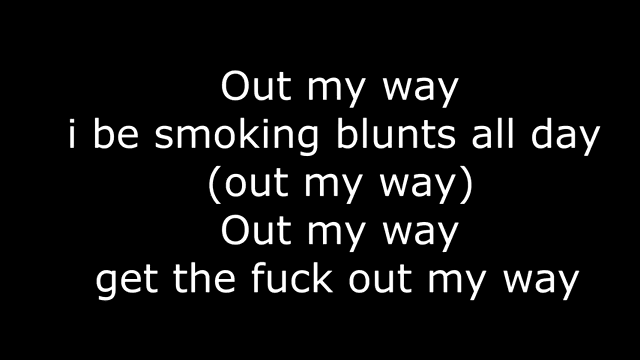 Out my way
i be smoking blunts all day
(out my way)
Out my way
get the fuck out my way